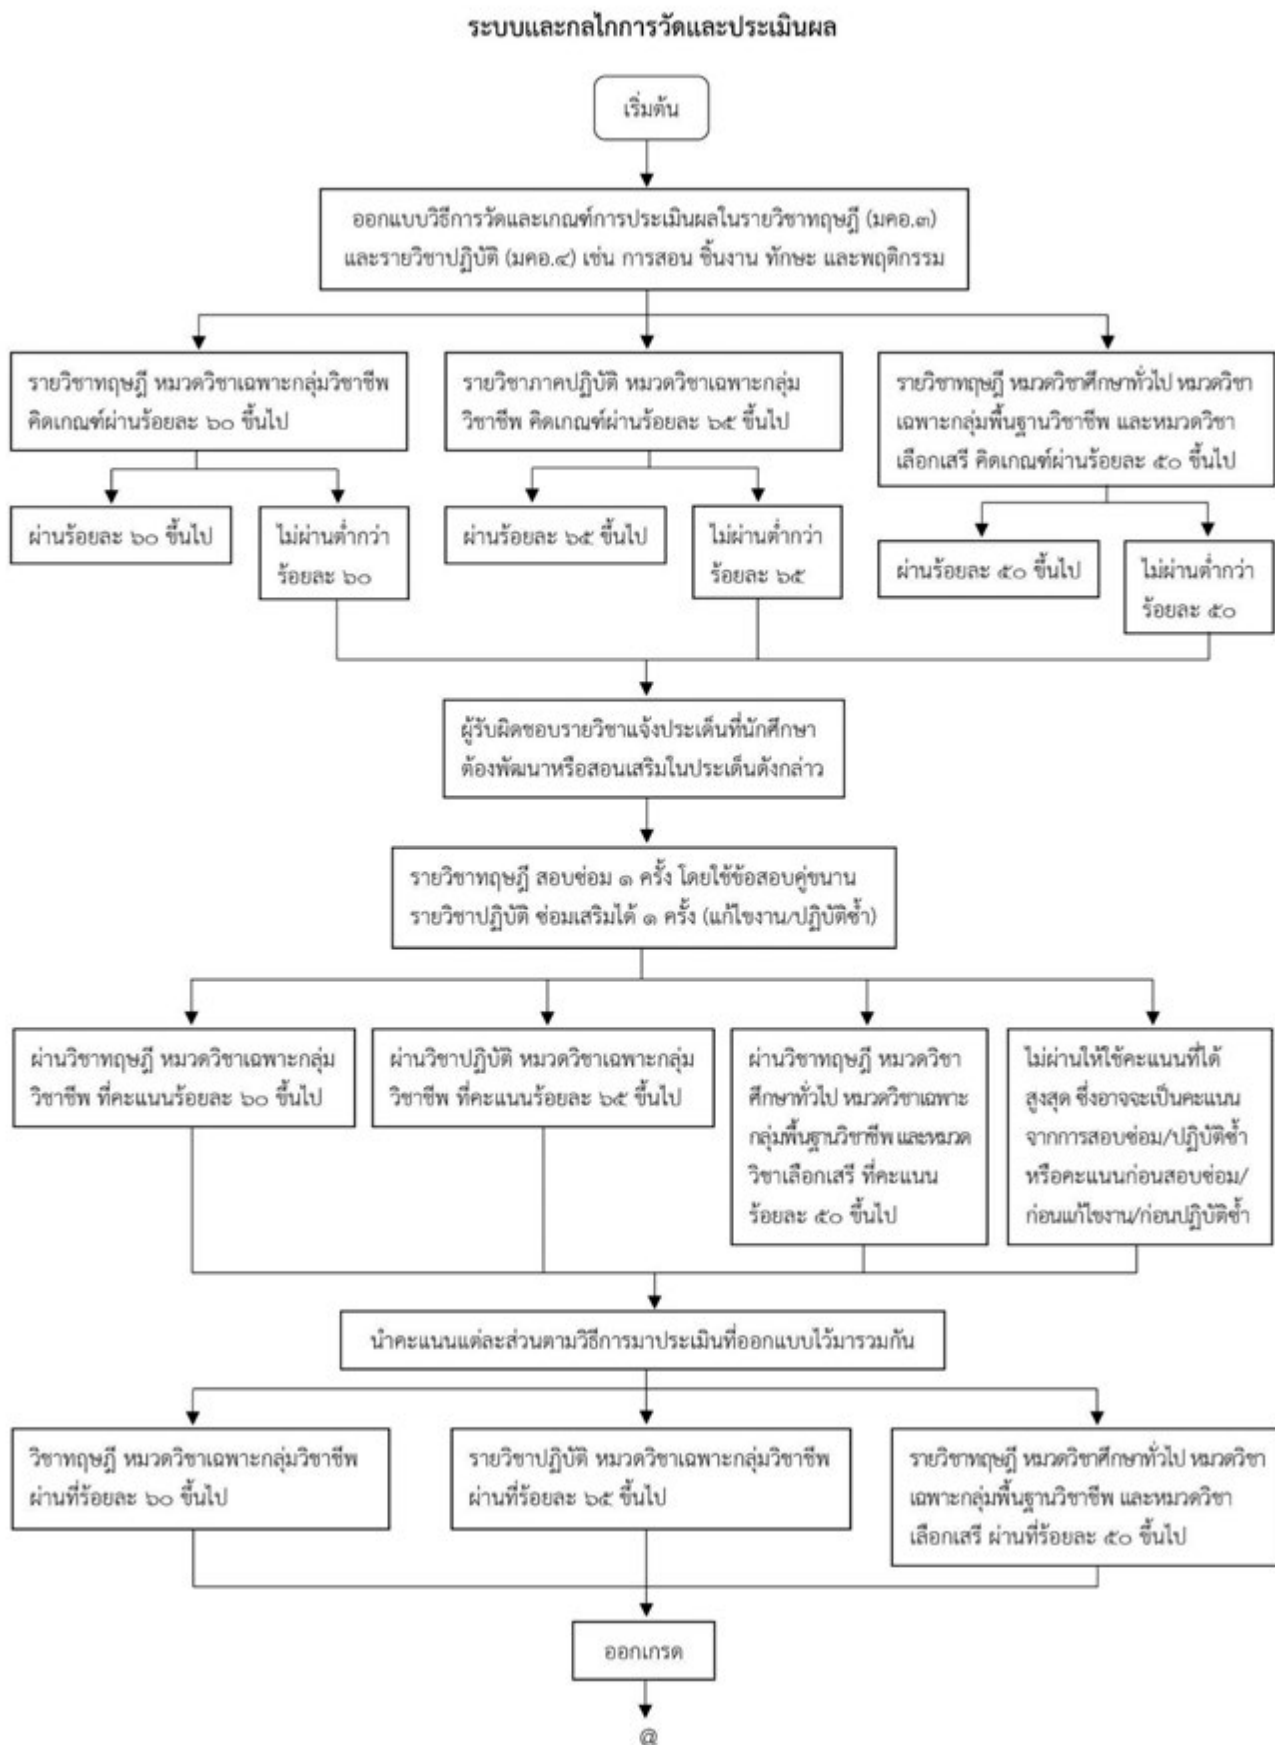 ระบบและกลไกการวัดและประเมินผล
เริ่มต้น
ออกแบบวิธีการวัดและเกณฑ์การประเมินผลในรายวิชาทฤษฎี (มคอ.๓)
และรายวิชาปฏิบัติ (มคอ.๔) เช่น การสอน ชิ้นงาน ทักษะ และพฤติกรรม
รายวิชาทฤษฎี หมวดวิชาเฉพาะกลุ่มวิชาชีพ
คิดเกณฑ์ผ่านร้อยละ ๖๐ ขึ้นไป
รายวิชาภาคปฏิบัติ หมวดวิชาเฉพาะกลุ่ม
วิชาชีพ คิดเกณฑ์ผ่านร้อยละ ๖๕ ขึ้นไป
รายวิชาทฤษฎี หมวดวิชาศึกษาทั่วไป หมวดวิชา
เฉพาะกลุ่มพื้นฐานวิชาชีพ และหมวดวิชา
เลือกเสรี คิดเกณฑ์ผ่านร้อยละ ๕๐ ขึ้นไป
ผ่านร้อยละ ๖๐ ขึ้นไป
ไม่ผ่านต่ำกว่า
ร้อยละ ๖๐
ผ่านร้อยละ ๖๕ ขึ้นไป
ไม่ผ่านต่ำกว่า
ร้อยละ ๖๕
ผ่านร้อยละ ๕๐ ขึ้นไป
ไม่ผ่านต่ำกว่า
ร้อยละ ๕๐
ผู้รับผิดชอบรายวิชาแจ้งประเด็นที่นักศึกษา
ต้องพัฒนาหรือสอนเสริมในประเด็นดังกล่าว
รายวิชาทฤษฎี สอบซ่อม ๑ ครั้ง โดยใช้ข้อสอบคู่ขนาน
รายวิชาปฏิบัติ ซ่อมเสริมได้ ๑ ครั้ง (แก้ไขงาน/ปฏิบัติซ้ำ)
ผ่านวิชาทฤษฎี หมวดวิชาเฉพาะกลุ่ม
วิชาชีพ ที่คะแนนร้อยละ ๖๐ ขึ้นไป
ผ่านวิชาปฏิบัติ หมวดวิชาเฉพาะกลุ่ม
วิชาชีพ ที่คะแนนร้อยละ ๖๕ ขึ้นไป
ผ่านวิชาทฤษฎี หมวดวิชา
ศึกษาทั่วไป หมวดวิชาเฉพาะ
กลุ่มพื้นฐานวิชาชีพ และหมวด
วิชาเลือกเสรี ที่คะแนน
ร้อยละ ๕๐ ขึ้นไป
ไม่ผ่านให้ใช้คะแนนที่ได้
สูงสุด ซึ่งอาจจะเป็นคะแนน
จากการสอบซ่อม/ปฏิบัติซ้ำ
หรือคะแนนก่อนสอบซ่อม/
ก่อนแก้ไขงาน/ก่อนปฏิบัติซ้ำ
นำคะแนนแต่ละส่วนตามวิธีการมาประเมินที่ออกแบบไว้มารวมกัน
วิชาทฤษฎี หมวดวิชาเฉพาะกลุ่มวิชาชีพ
ผ่านที่ร้อยละ ๖๐ ขึ้นไป
รายวิชาปฏิบัติ หมวดวิชาเฉพาะกลุ่มวิชาชีพ
ผ่านที่ร้อยละ ๖๕ ขึ้นไป
รายวิชาทฤษฎี หมวดวิชาศึกษาทั่วไป หมวดวิชา
เฉพาะกลุ่มพื้นฐานวิชาชีพ และหมวดวิชา
เลือกเสรี ผ่านที่ร้อยละ ๕๐ ขึ้นไป
ออกเกรด
@